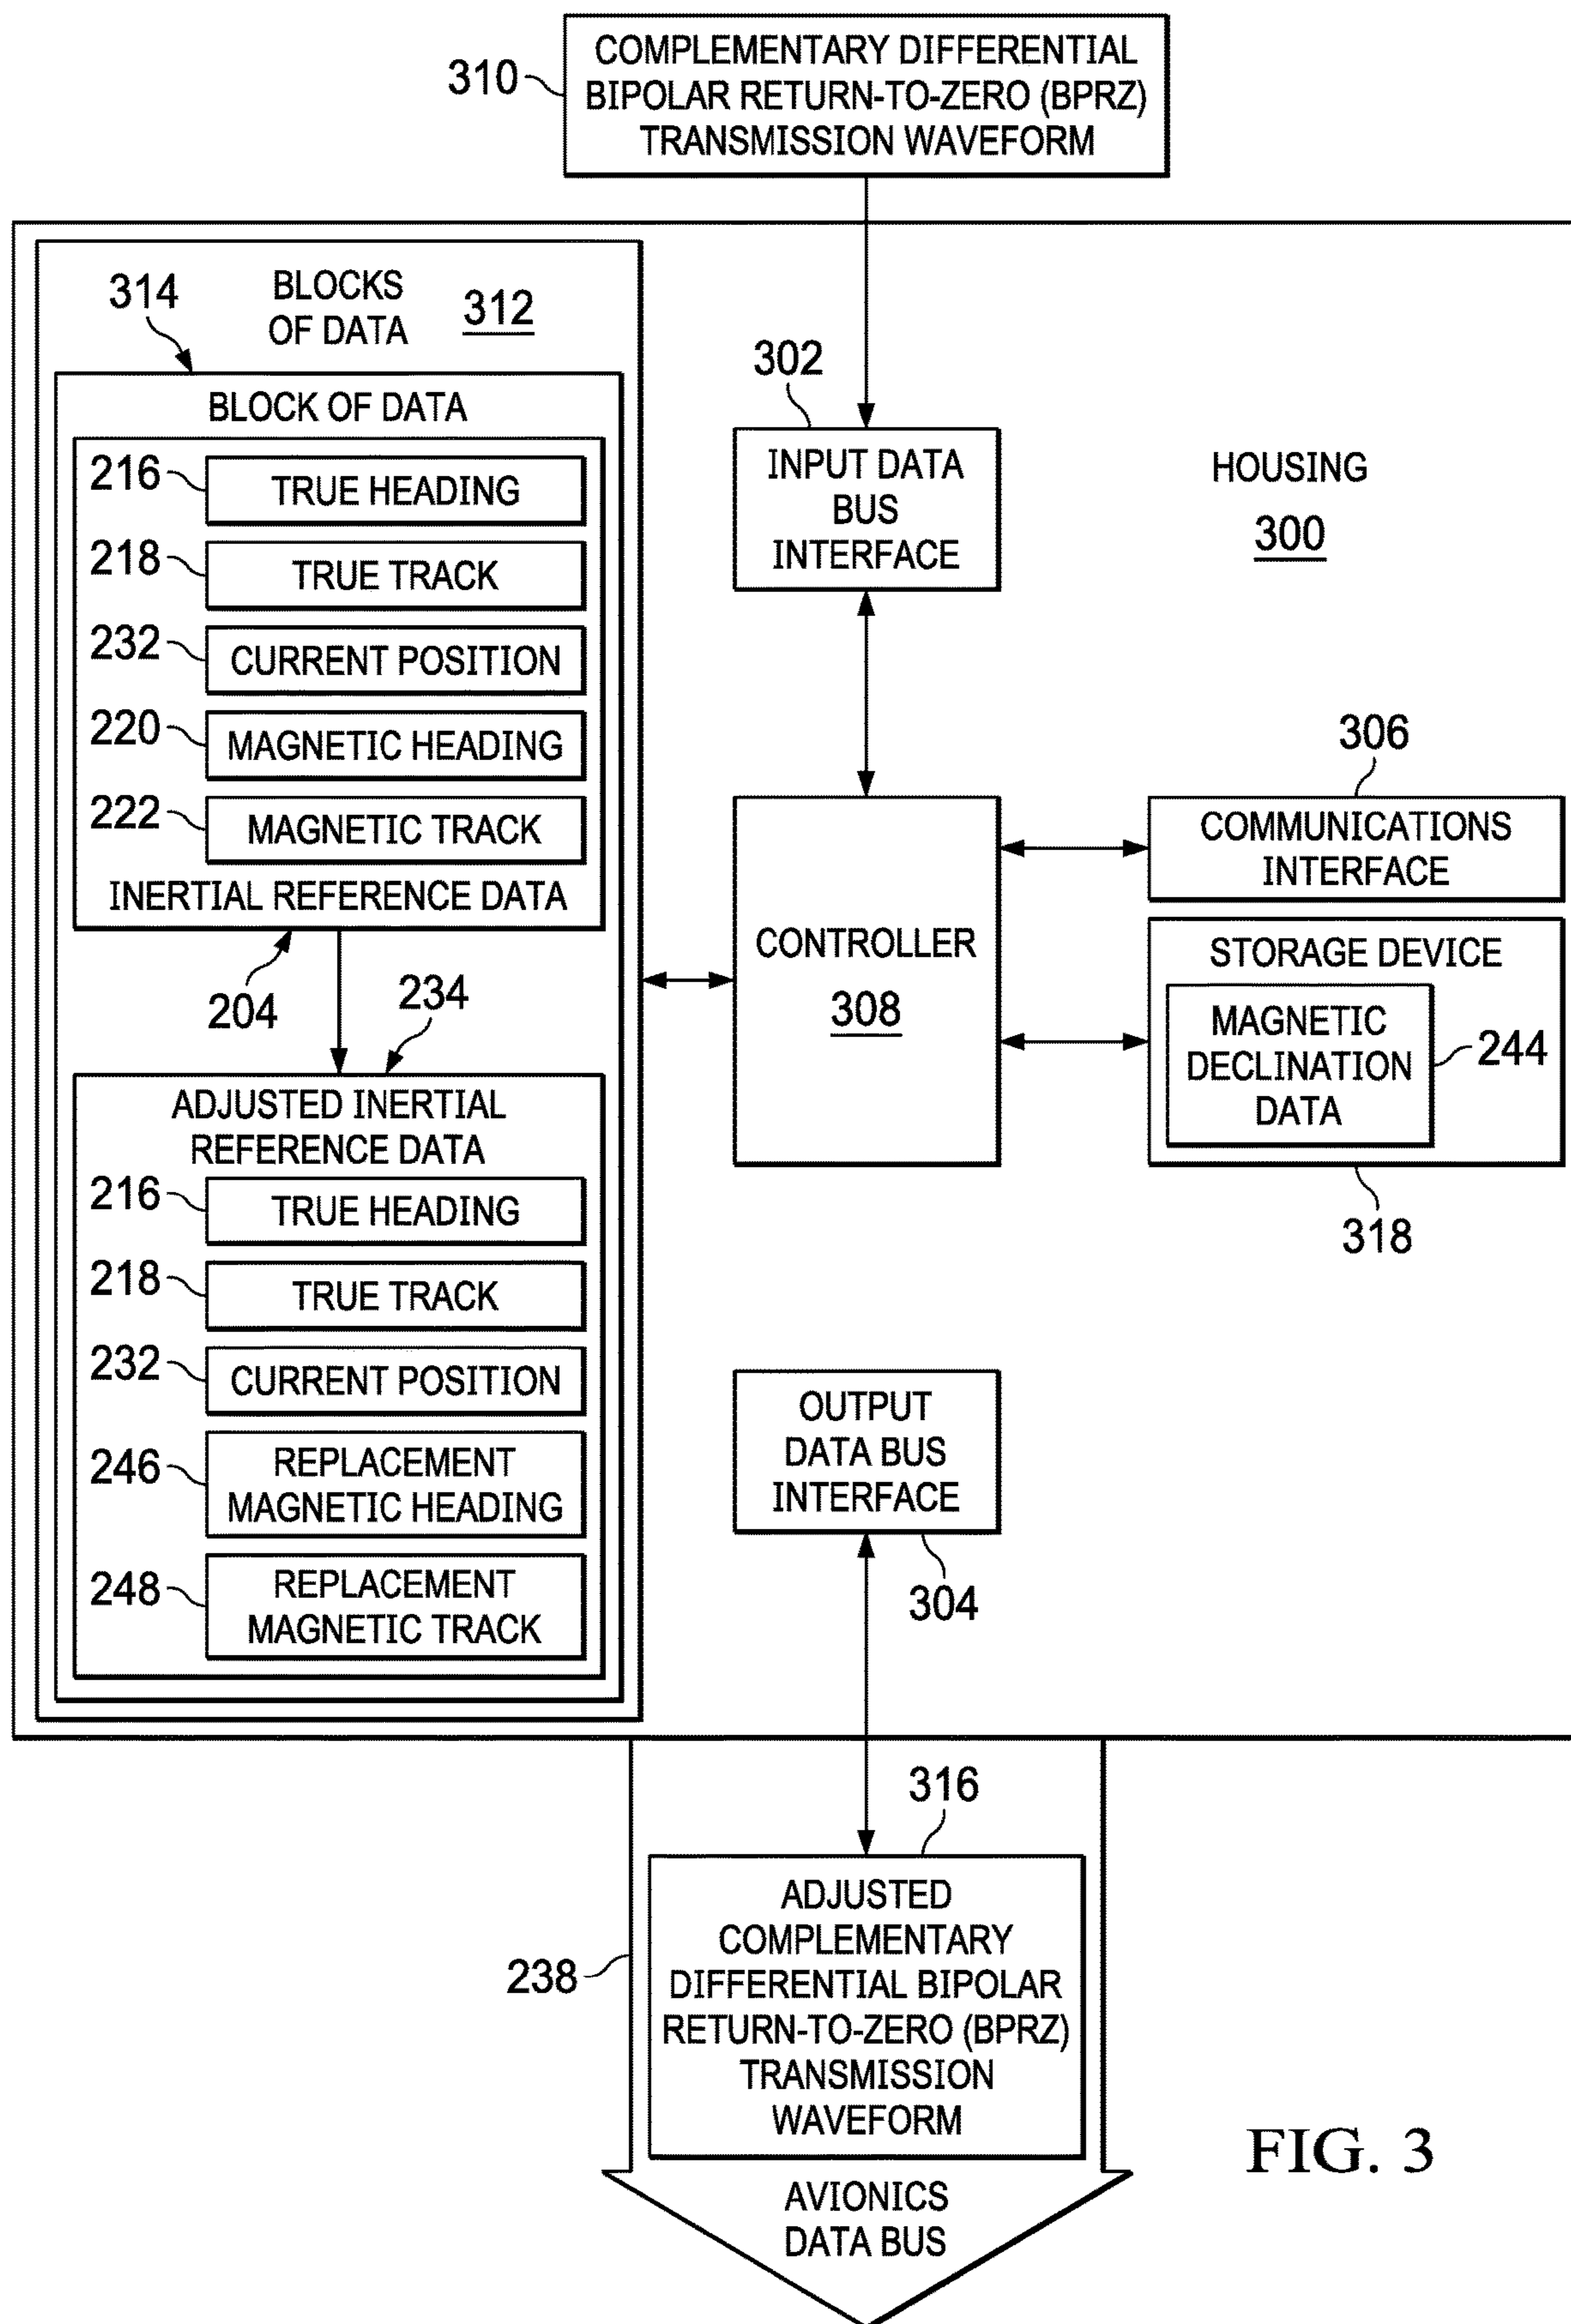 310
COMPLEMENTARY DIFFERENTIAL
BIPOLAR RETURN-TO-ZERO (BPRZ)
TRANSMISSION WAVEFORM
314
BLOCKS
OF DATA
312
BLOCK OF DATA
216
TRUE HEADING
218
TRUE TRACK
232
CURRENT POSITION
220
MAGNETIC HEADING
222
MAGNETIC TRACK
INERTIAL REFERENCE DATA
204
234
ADJUSTED INERTIAL
REFERENCE DATA
216
TRUE HEADING
218
TRUE TRACK
232
CURRENT POSITION
246
REPLACEMENT
MAGNETIC HEADING
248
REPLACEMENT
MAGNETIC TRACK
302
INPUT DATA
BUS
INTERFACE
HOUSING
300
CONTROLLER
308
306
COMMUNICATIONS
INTERFACE
STORAGE DEVICE
MAGNETIC
DECLINATION
DATA
244
318
OUTPUT
DATA BUS
INTERFACE
304
316
ADJUSTED
COMPLEMENTARY
DIFFERENTIAL BIPOLAR
RETURN-TO-ZERO (BPRZ)
TRANSMISSION
WAVEFORM
238
AVIONICS
DATA BUS
FIG. 3